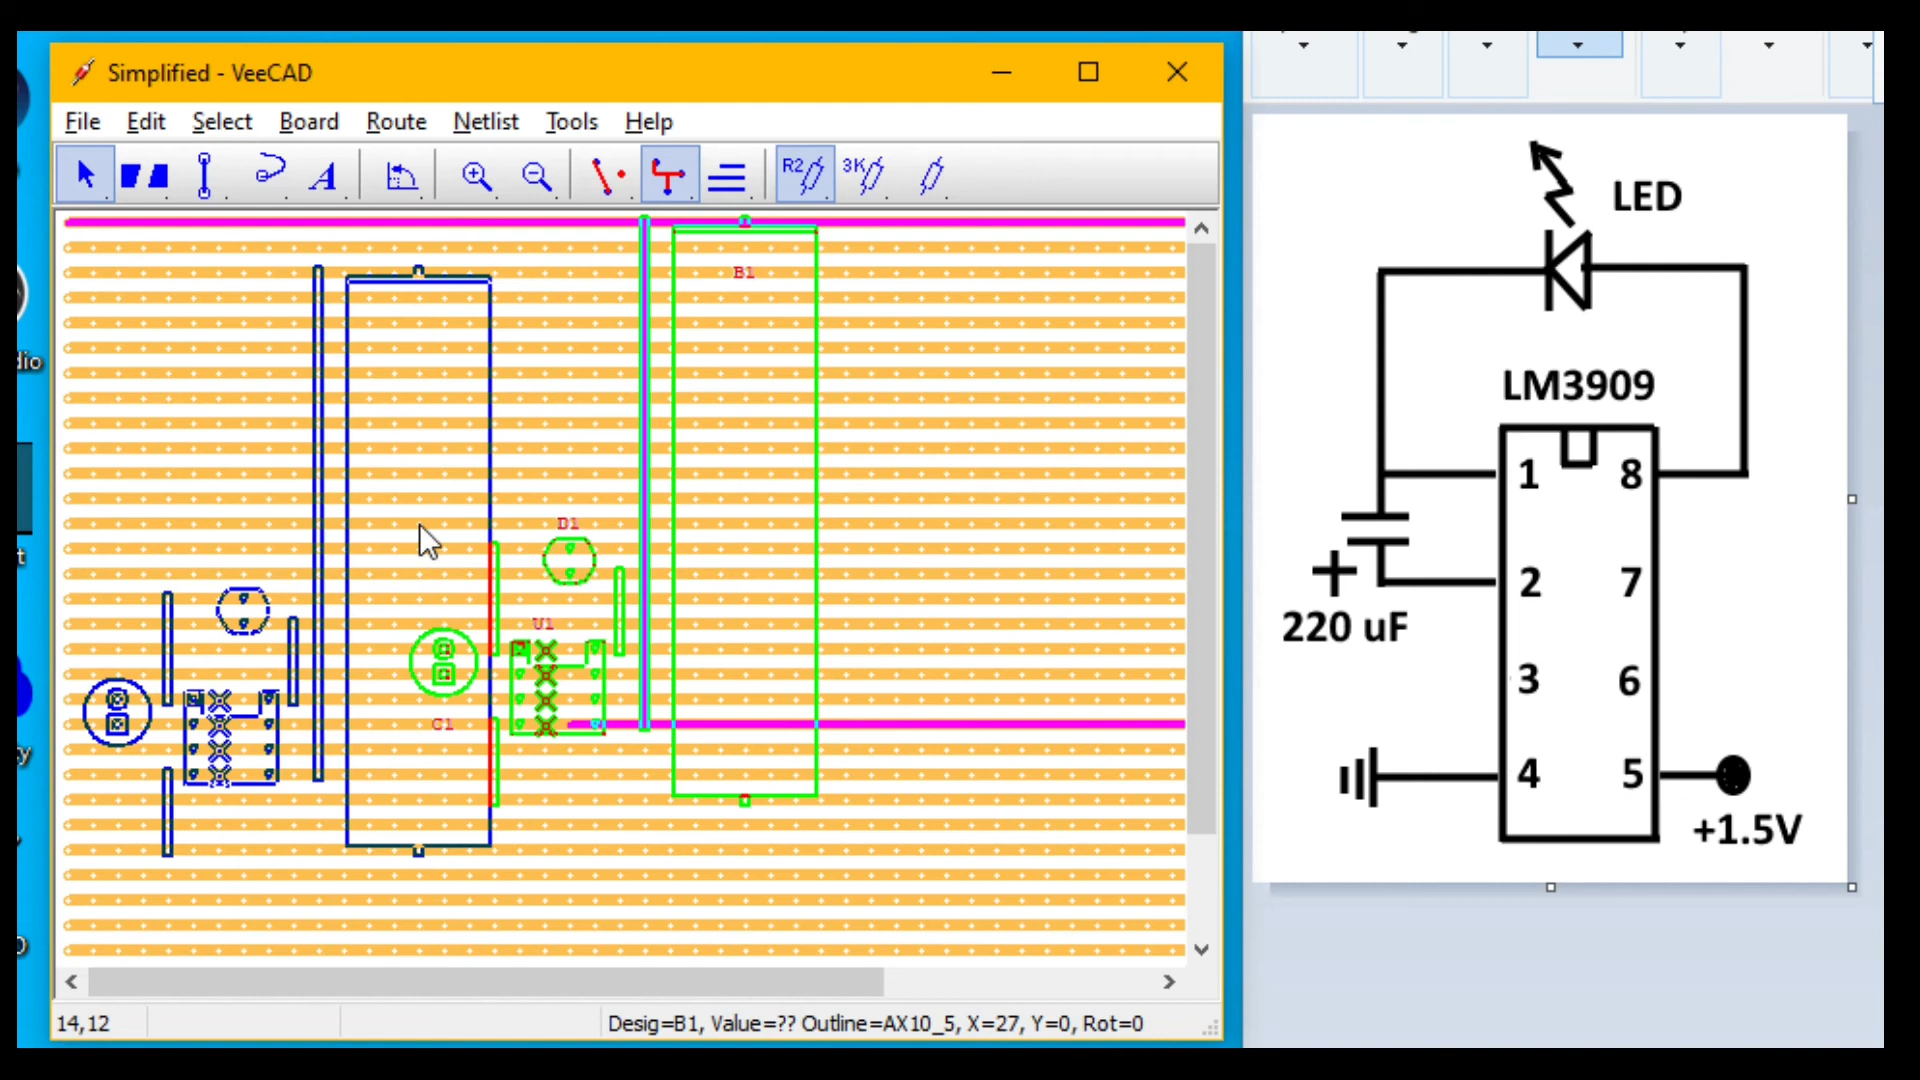 Simplified - VeeCAD
File Edit Select Board Route Netlist Tools Help
A R2 3K
B1
D1
U1
C1
14,12
Desig=B1, Value=?? Outline=AX10_5, X=27, Y=0, Rot=0
LED
LM3909
1 8
2 7
220 uF
3 6
4 5
+1.5V